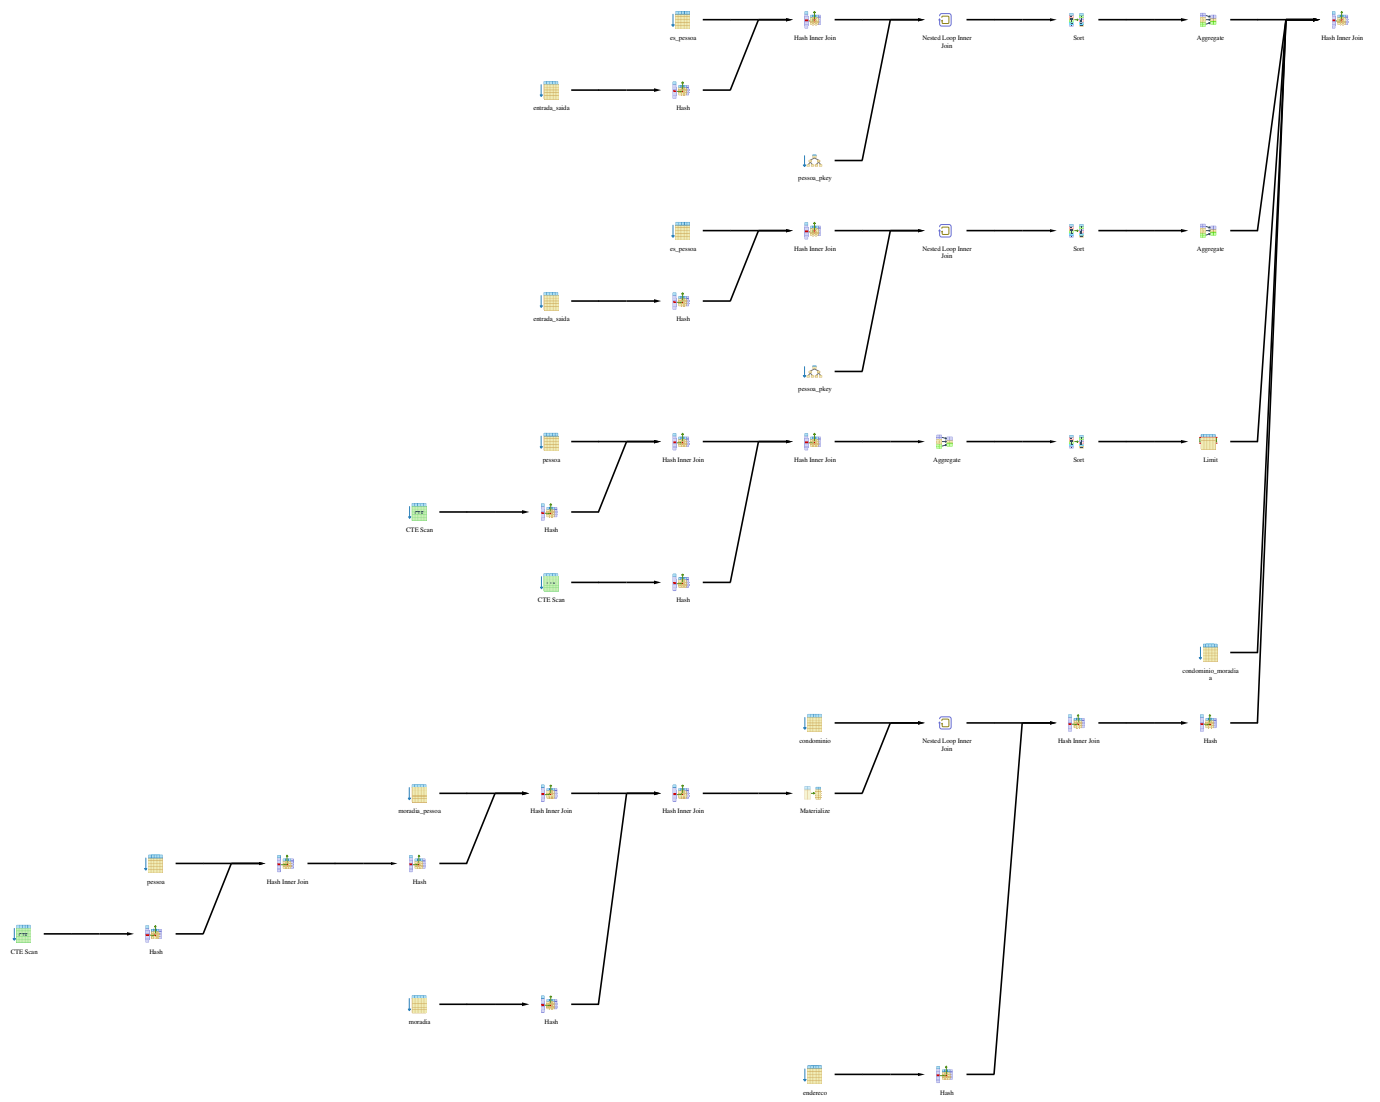 es_pessoa
Hash Inner Join
Nested Loop Inner
Join
Sort
Aggregate
Hash Inner Join
entrada_saida
Hash
pessoa_pkey
es_pessoa
Hash Inner Join
Nested Loop Inner
Join
Sort
Aggregate
entrada_saida
Hash
pessoa_pkey
pessoa
Hash Inner Join
Hash Inner Join
Aggregate
Sort
Limit
CTE Scan
Hash
CTE Scan
Hash
condominio_moradi
a
condominio
Nested Loop Inner
Join
Hash Inner Join
Hash
moradia_pessoa
Hash Inner Join
Hash Inner Join
Materialize
pessoa
Hash Inner Join
Hash
CTE Scan
Hash
moradia
Hash
endereco
Hash